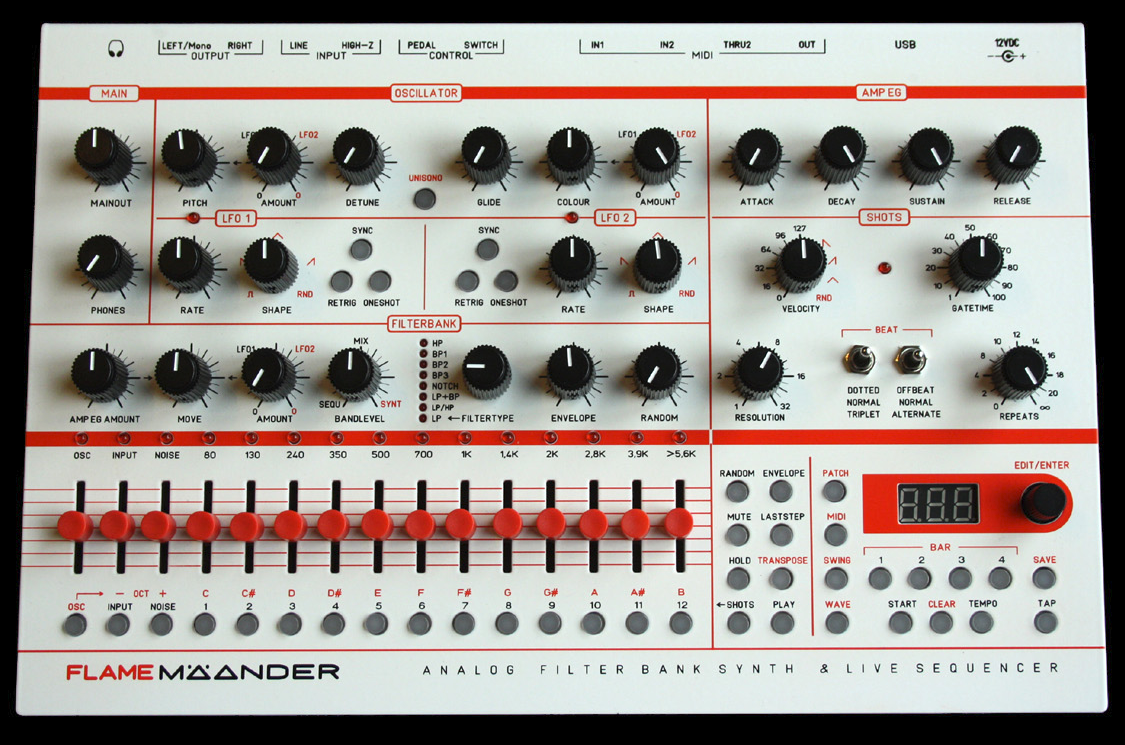 LEFT/Mono RIGHT LINE HIGH-Z PEDAL SWITCH IN1 IN2 THRU2 OUT USB 12VDC
OUTPUT INPUT CONTROL MIDI - +
MAIN OSCILLATOR AMP EG
LFO2 LFO1 LFO2
UNISONO
0 0 0 0
MAINOUT PITCH AMOUNT DETUNE GLIDE COLOUR AMOUNT ATTACK DECAY SUSTAIN RELEASE
LFO 1 LFO 2 SHOTS
SYNC SYNC
0 16 32 64 96 127
1 10 20 30 40 50 60 70 80 90 100
RND RND RND
PHONES RATE SHAPE RETRIG ONESHOT RETRIG ONESHOT RATE SHAPE VELOCITY GATETIME
FILTERBANK
BEAT
LFO1 LFO2 MIX
SEQU SYNT
0 0
HP
BP1
BP2
BP3
NOTCH
LP+BP
LP/HP
LP ←FILTERTYPE
AMP EG AMOUNT MOVE AMOUNT BANDLEVEL ENVELOPE RANDOM
1 2 4 8 16 32
RESOLUTION
DOTTED OFFBEAT
NORMAL NORMAL
TRIPLET ALTERNATE
0 2 4 6 8 10 12 14 16 18 20 ∞
REPEATS
OSC INPUT NOISE 80 130 240 350 500 700 1K 1,4K 2K 2,8K 3.9K >5,6K
RANDOM ENVELOPE PATCH EDIT/ENTER
8.8.8
MUTE LASTSTEP MIDI
BAR
HOLD TRANSPOSE SWING 1 2 3 4 SAVE
←SHOTS PLAY WAVE START CLEAR TEMPO TAP
- OCT + C C# D D# E F F# G G# A A# B
OSC INPUT NOISE 1 2 3 4 5 6 7 8 9 10 11 12
FLAME MÄÄNDER ANALOG FILTER BANK SYNTH & LIVE SEQUENCER